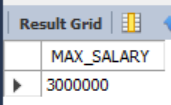 Result Grid
MAX_SALARY
3000000